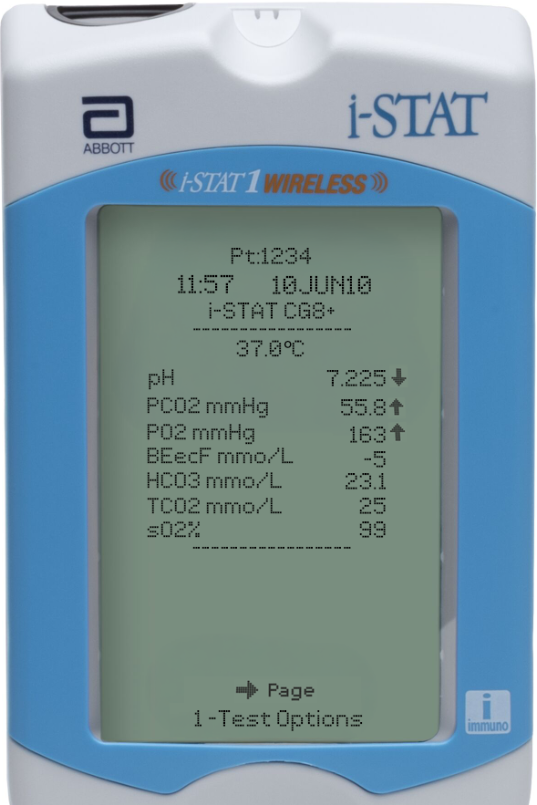 ABBOTT
i-STAT
i-STAT 1 WIRELESS
Pt:1234
11:57 10JUN10
i-STAT CG8+
37.0°C
pH 7.225↓
PCO2 mmHg 55.8↑
PO2 mmHg 163↑
BEecF mmo/L -5
HCO3 mmo/L 23.1
TCO2 mmo/L 25
sO2% 99
→ Page
1-Test Options
i
immuno